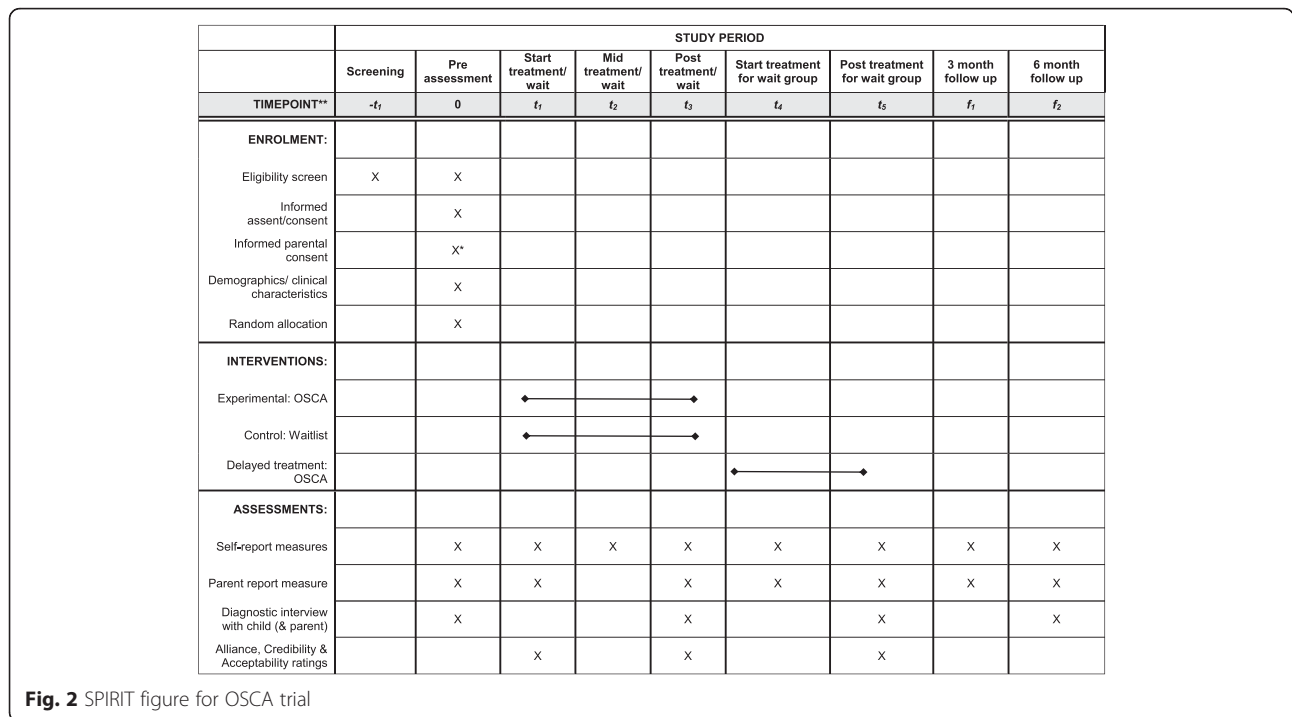 STUDY PERIOD
Screening Pre assessment Start treatment/ wait Mid treatment/ wait Post treatment/ wait Start treatment for wait group Post treatment for wait group 3 month follow up 6 month follow up
TIMEPOINT** -t1 0 t1 t2 t3 t4 t5 f1 f2
ENROLMENT:
Eligibility screen X X
Informed
assent/consent X
Informed parental
consent X*
Demographics/ clinical
characteristics X
Random allocation X
INTERVENTIONS:
Experimental: OSCA
Control: Waitlist
Delayed treatment:
OSCA
ASSESSMENTS:
Self-report measures X X X X X X X X
Parent report measure X X X X X X X
Diagnostic interview
with child (& parent) X X X X
Alliance, Credibility &
Acceptability ratings X X X
Fig. 2 SPIRIT figure for OSCA trial